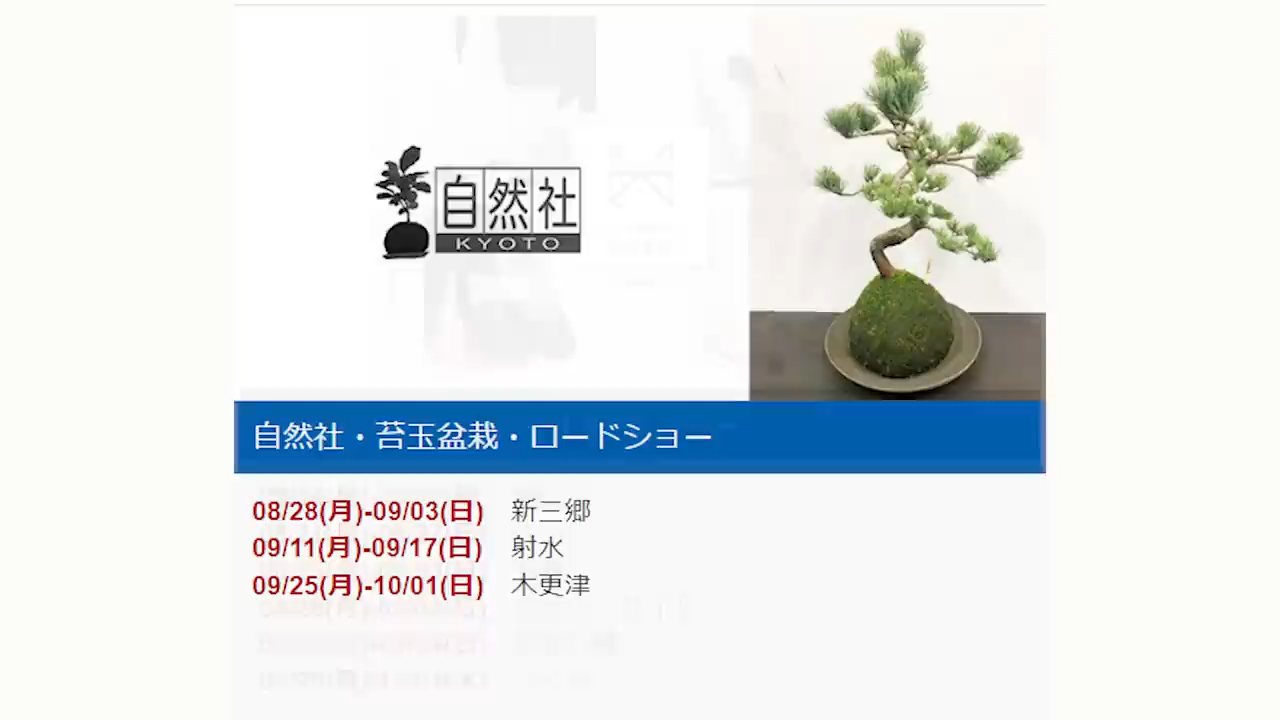 自然社
KYOTO
自然社・苔玉盆栽・ロードショー
08/28(月)-09/03(日) 新三郷
09/11(月)-09/17(日) 射水
09/25(月)-10/01(日) 木更津